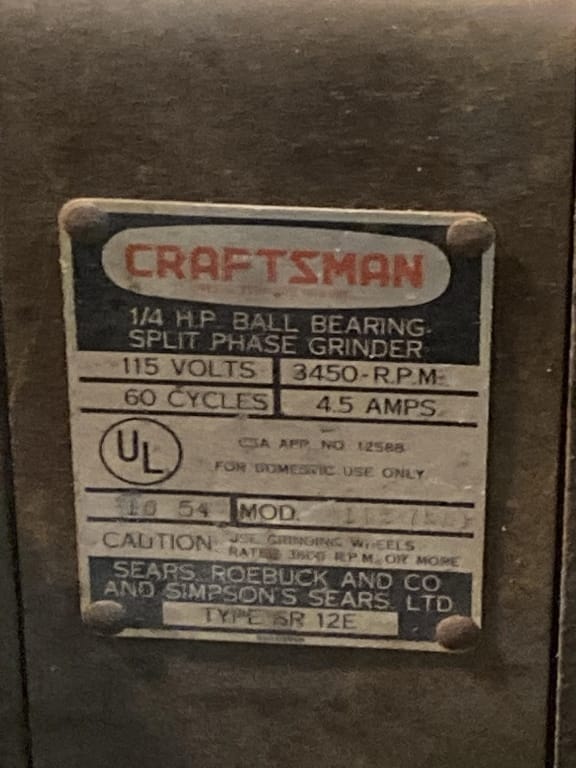 CRAFTSMAN
1/4 H.P. BALL BEARING
SPLIT PHASE GRINDER
115 VOLTS 3450-R.P.M.
60 CYCLES 4.5 AMPS
UL
CSA APP. NO. 12588
FOR DOMESTIC USE ONLY
10 54 MOD.
CAUTION USE GRINDING WHEELS
RATED 3600 R.P.M. OR MORE
SEARS, ROEBUCK AND CO
AND SIMPSON'S SEARS LTD
TYPE SR 12E